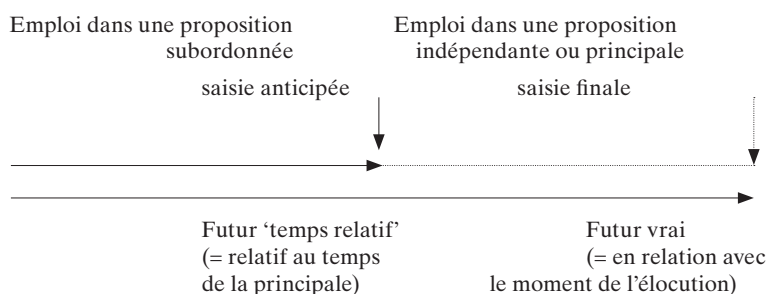 Emploi dans une proposition subordonnée
Emploi dans une proposition indépendante ou principale
saisie anticipée
saisie finale
Futur ‘temps relatif’
(= relatif au temps
de la principale)
Futur vrai
(= en relation avec
le moment de l’élocution)